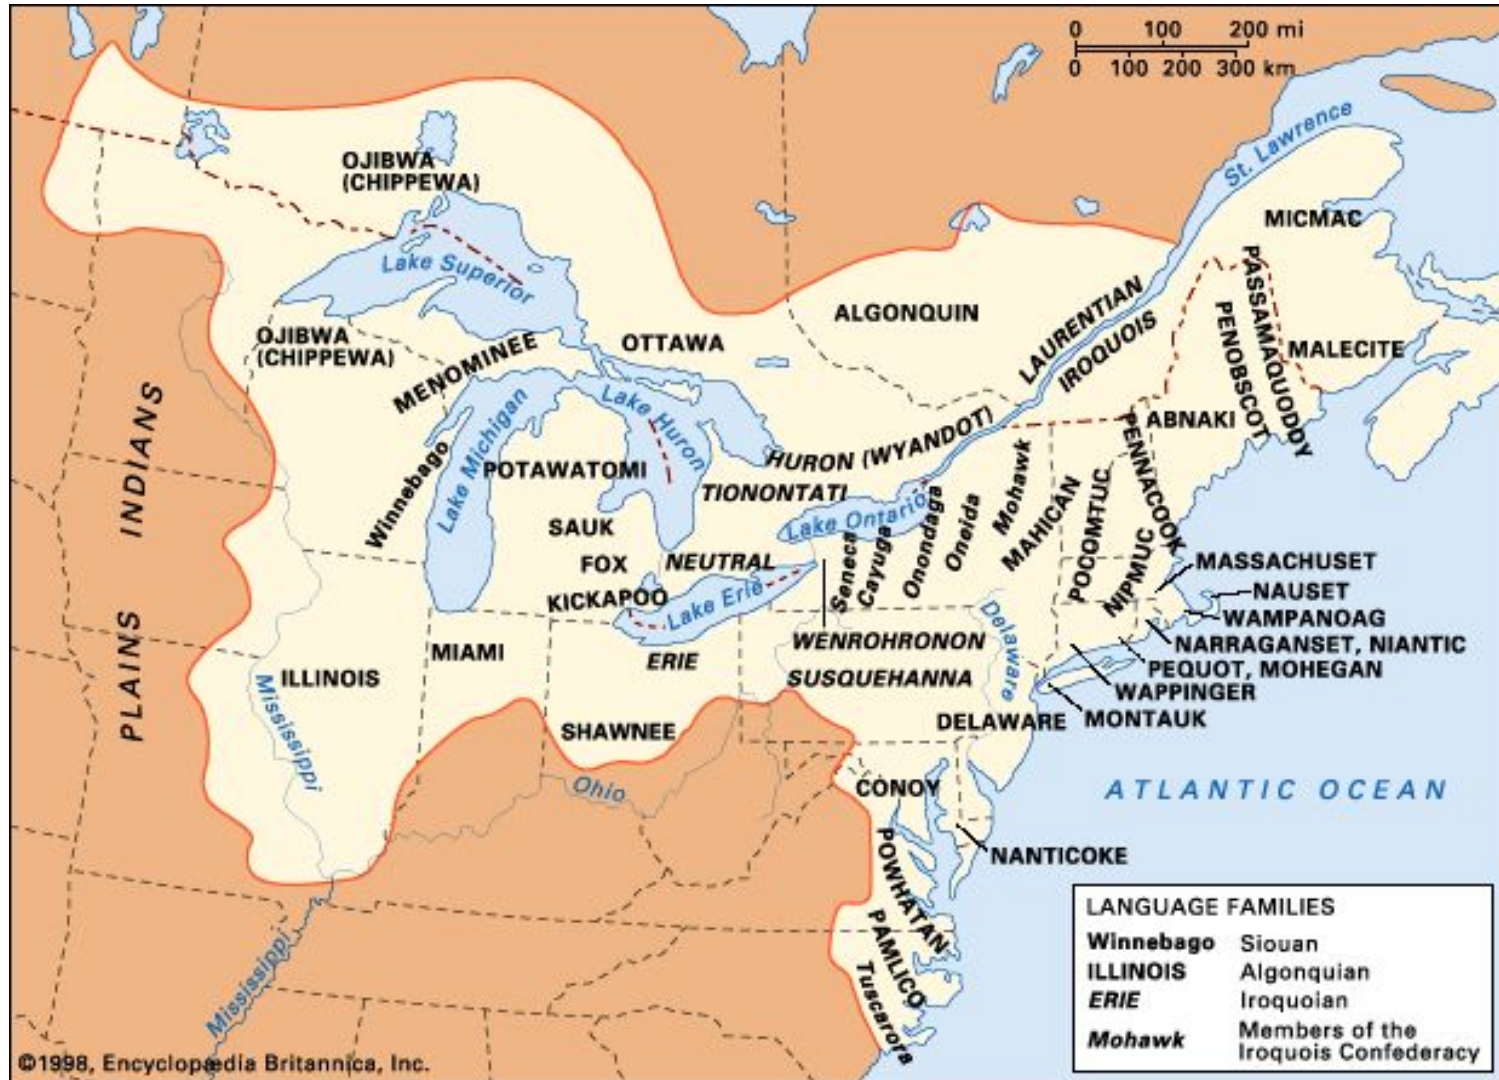 0 100 200 mi
0 100 200 300 km
St. Lawrence
OJIBWA
(CHIPPEWA)
MICMAC
Lake Superior
PASSAMAQUODDY
PENOBSCOT
LAURENTIAN
IROQUOIS
ALGONQUIN
OJIBWA
(CHIPPEWA)
MENOMINEE
OTTAWA
MALECITE
Lake Michigan
Lake Huron
ABNAKI
PENNACOOK
HURON (WYANDOT)
PLAINS INDIANS
Winnebago
POTAWATOMI
TIONONTATI
Mohawk
MAHICAN
POCOMTUC
SAUK
Lake Ontario
Onondaga
Oneida
FOX
NEUTRAL
Seneca
Cayuga
NIPMUC
MASSACHUSET
KICKAPOO
Lake Erie
NAUSET
WAMPANOAG
Delaware
WENROHRONON
NARRAGANSET, NIANTIC
MIAMI
ERIE
PEQUOT, MOHEGAN
ILLINOIS
SUSQUEHANNA
WAPPINGER
Mississippi
SHAWNEE
DELAWARE
MONTAUK
Ohio
CONOY
ATLANTIC OCEAN
POWHATAN
NANTICOKE
PAMLICO
Tuscarora
Mississippi
LANGUAGE FAMILIES
Winnebago Siouan
ILLINOIS Algonquian
ERIE Iroquoian
Mohawk Members of the
Iroquois Confederacy
©1998, Encyclopædia Britannica, Inc.